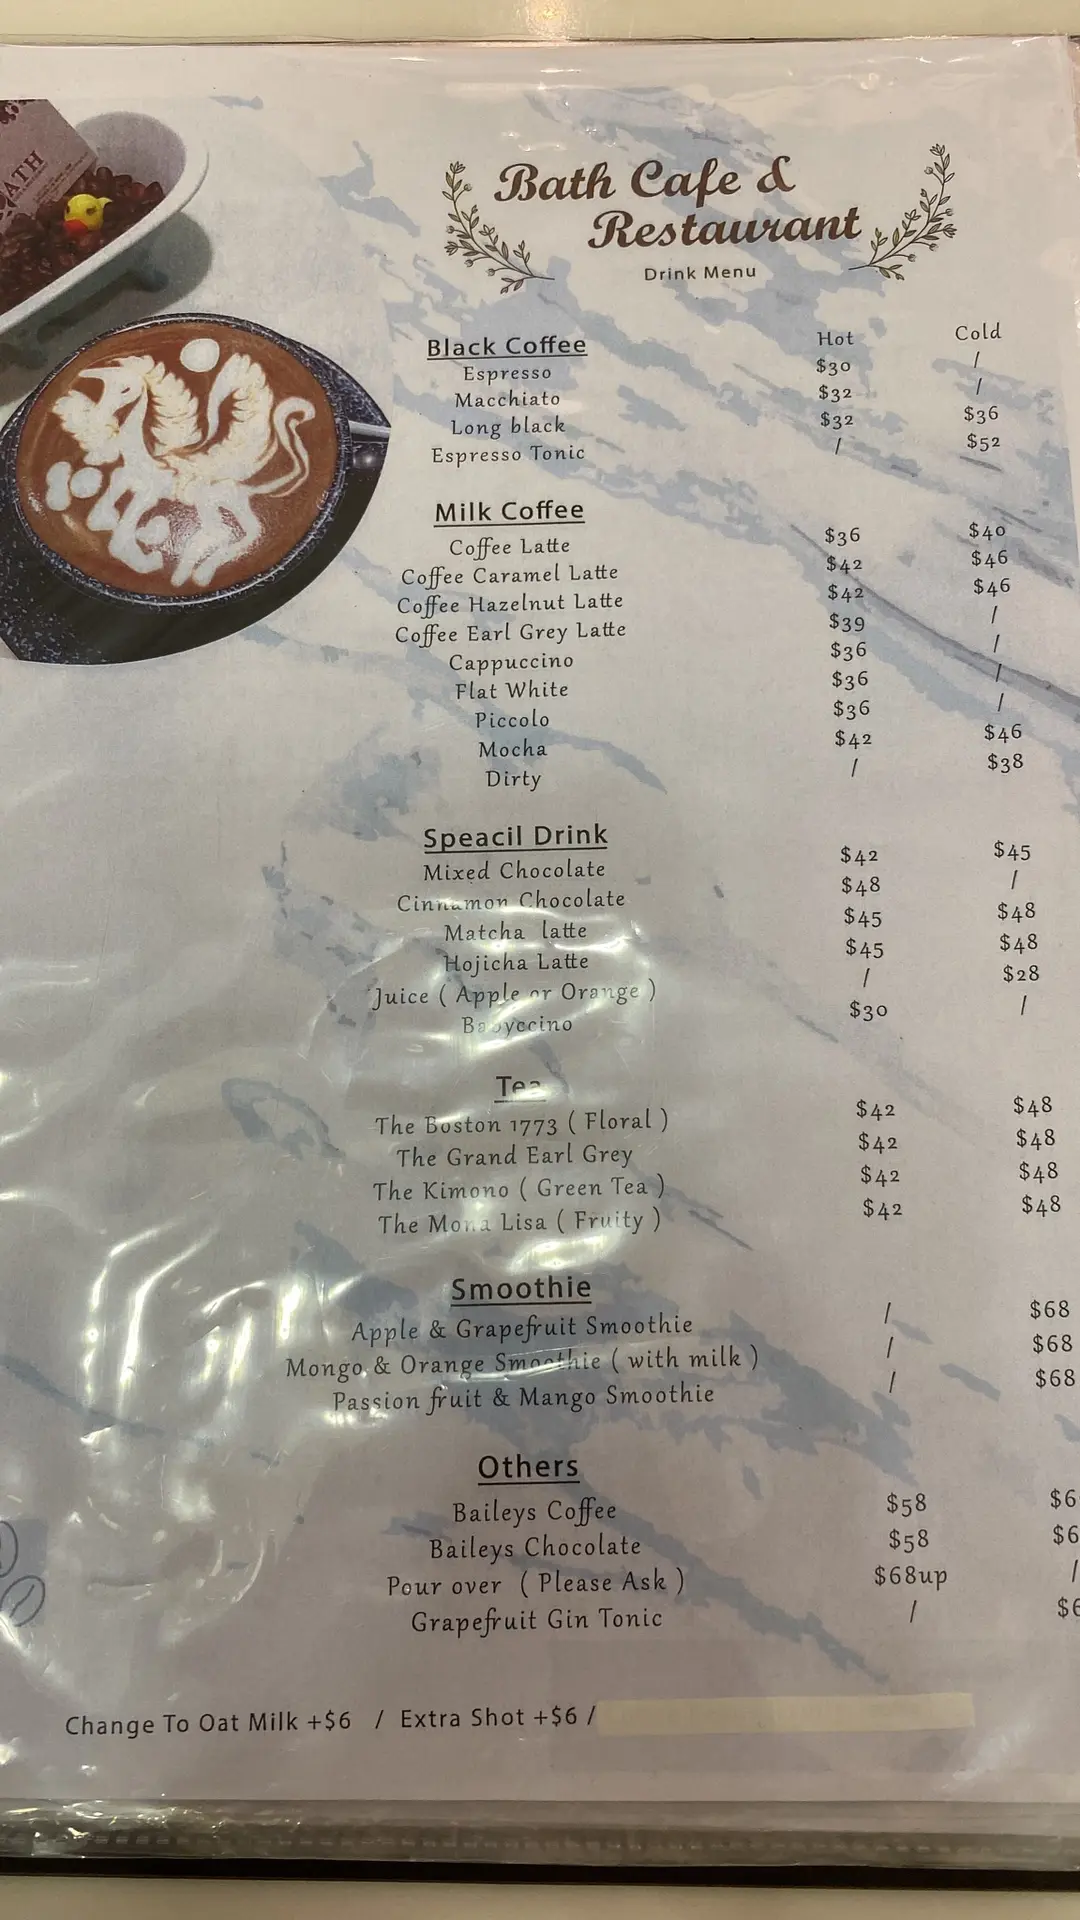 ATH
Bath Cafe &
Restaurant
Drink Menu
Hot Cold
Black Coffee
Espresso $30 /
Macchiato $32 /
Long black $32 $36
Espresso Tonic / $52
Milk Coffee
Coffee Latte $36 $40
Coffee Caramel Latte $42 $46
Coffee Hazelnut Latte $42 $46
Coffee Earl Grey Latte $39 /
Cappuccino $36 /
Flat White $36 /
Piccolo $36 /
Mocha $42 $46
Dirty / $38
Speacil Drink
Mixed Chocolate $42 $45
Cinnamon Chocolate $48 /
Matcha latte $45 $48
Hojicha Latte $45 $48
Juice ( Apple or Orange ) / $28
Babyccino $30 /
Tea
The Boston 1773 ( Floral ) $42 $48
The Grand Earl Grey $42 $48
The Kimono ( Green Tea ) $42 $48
The Mona Lisa ( Fruity ) $42 $48
Smoothie
Apple & Grapefruit Smoothie / $68
Mongo & Orange Smoothie ( with milk ) / $68
Passion fruit & Mango Smoothie / $68
Others
Baileys Coffee $58
Baileys Chocolate $58
Pour over ( Please Ask ) $68up /
Grapefruit Gin Tonic /
Change To Oat Milk +$6 / Extra Shot +$6 /